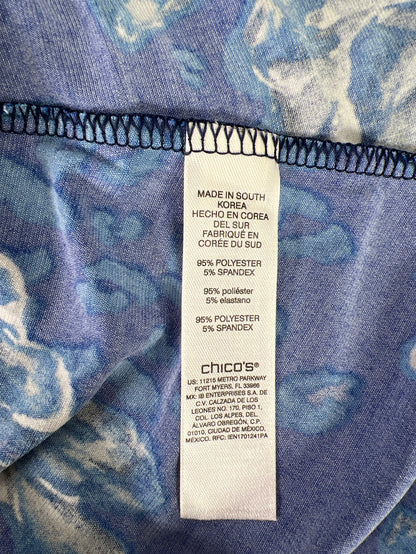 MADE IN SOUTH
KOREA
HECHO EN COREA
DEL SUR
FABRIQUÉ EN
CORÉE DU SUD
95% POLYESTER
5% SPANDEX
95% poliéster
5% elastano
95% POLYESTER
5% SPANDEX
chico's®
US: 11215 METRO PARKWAY
FORT MYERS, FL 33966
MX: IB ENTERPRISES S.A. DE
C.V. CALZADA DE LOS
LEONES NO. 170, PISO 1,
COL. LOS ALPES, DEL.
ÁLVARO OBREGÓN, C.P.
01010, CIUDAD DE MÉXICO,
MÉXICO. RFC: IEN1701241PA